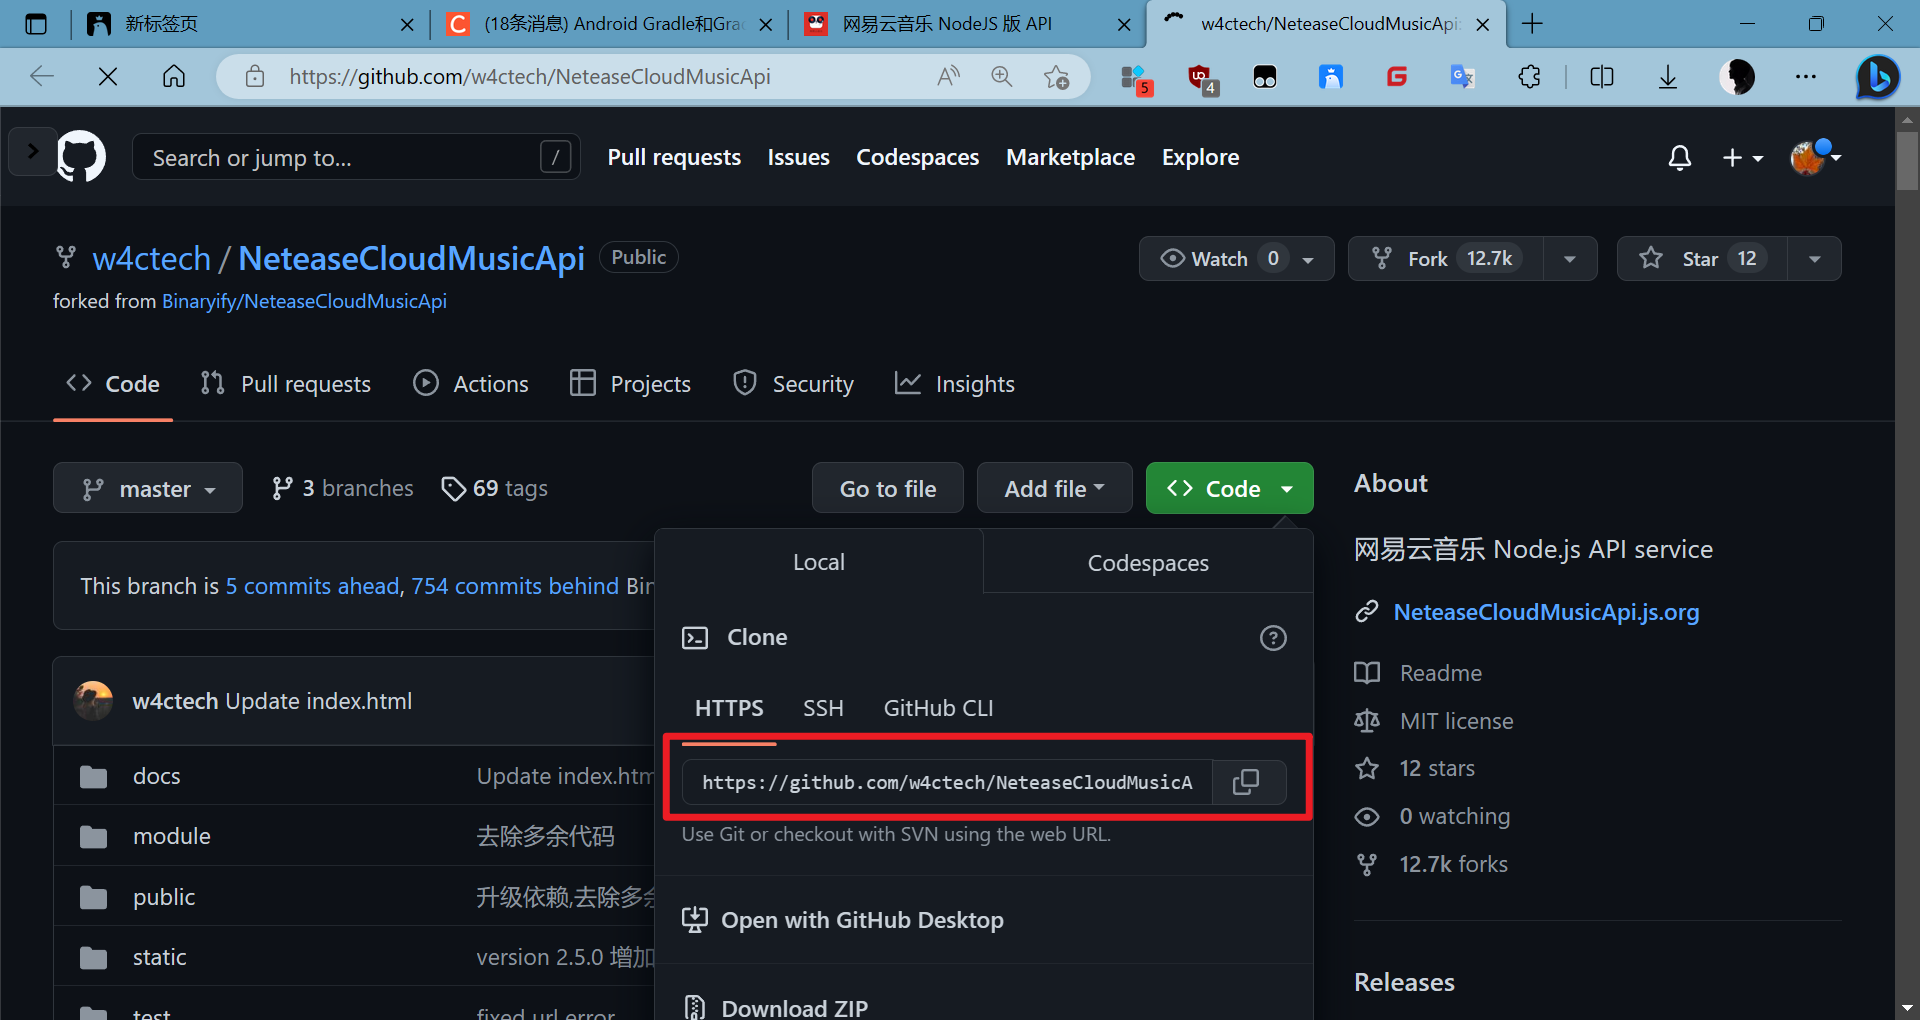 新标签页
(18条消息) Android Gradle和Gra
网易云音乐 NodeJS 版 API
w4ctech/NeteaseCloudMusicApi:
https://github.com/w4ctech/NeteaseCloudMusicApi
5
4
Search or jump to...
/
Pull requests
Issues
Codespaces
Marketplace
Explore
w4ctech / NeteaseCloudMusicApi
Public
Watch 0
Fork 12.7k
Star 12
forked from Binaryify/NeteaseCloudMusicApi
Code
Pull requests
Actions
Projects
Security
Insights
master
3 branches
69 tags
Go to file
Add file
Code
About
网易云音乐 Node.js API service
NeteaseCloudMusicApi.js.org
Readme
MIT license
12 stars
0 watching
12.7k forks
Releases
This branch is 5 commits ahead, 754 commits behind Bin
w4ctech Update index.html
docs
Update index.htm
module
去除多余代码
public
升级依赖,去除多余
static
version 2.5.0 增加
test
fixed url error
Local
Codespaces
Clone
HTTPS
SSH
GitHub CLI
https://github.com/w4ctech/NeteaseCloudMusicA
Use Git or checkout with SVN using the web URL.
Open with GitHub Desktop
Download ZIP